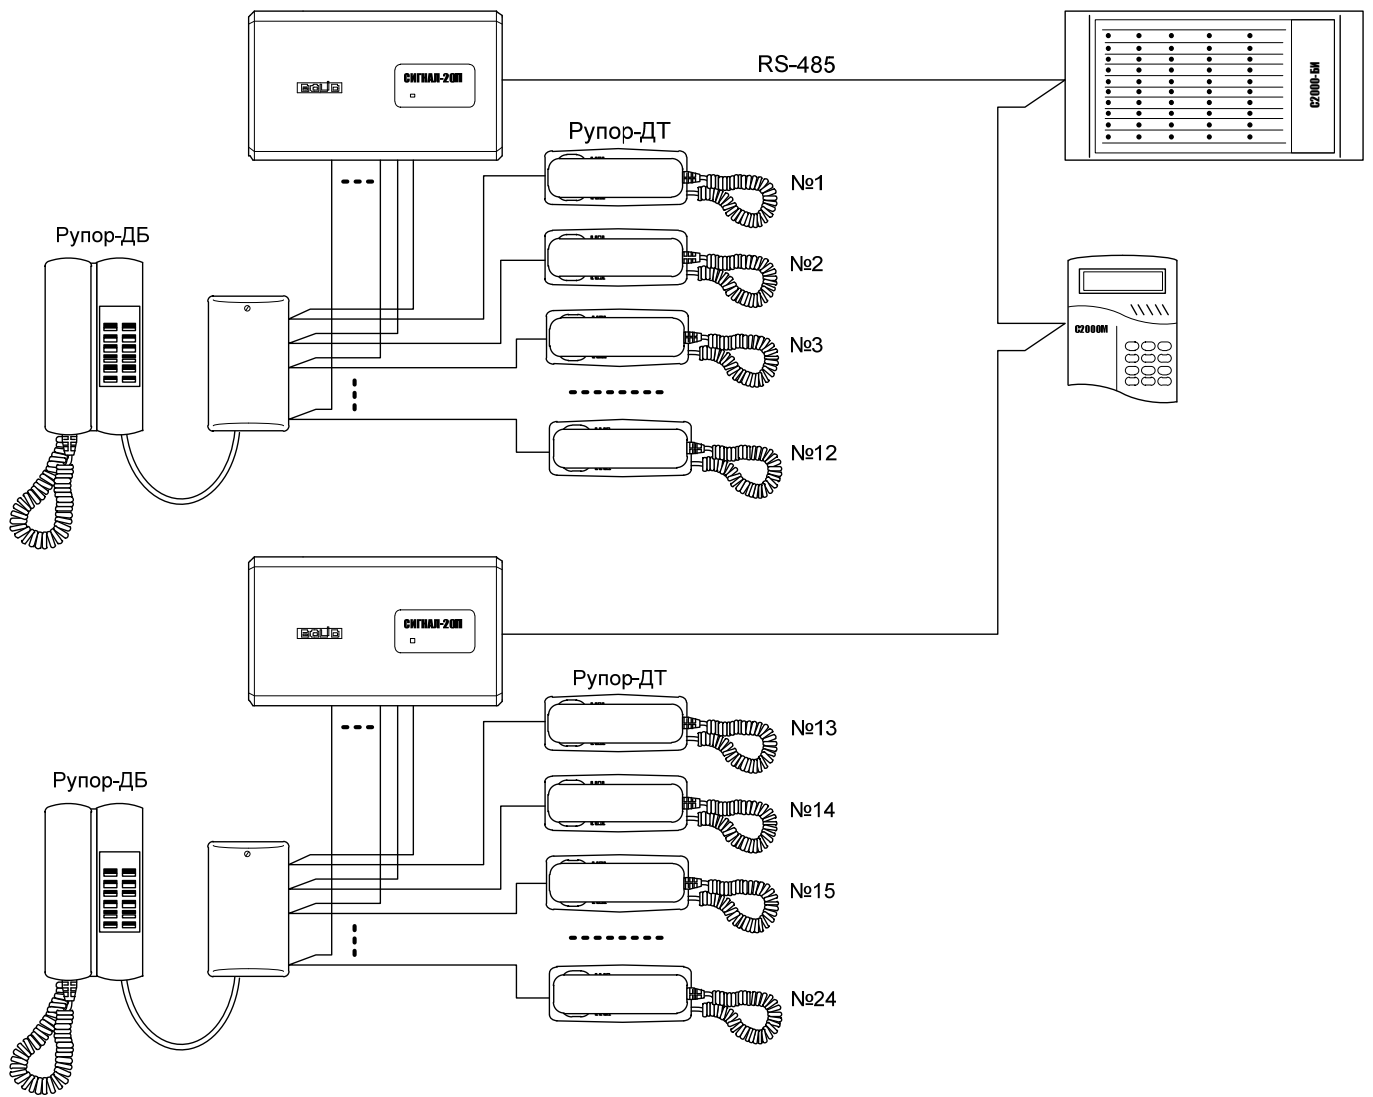 СИГНАЛ-20П
RS-485
С2000-БИ
Рупор-ДТ
№1
Рупор-ДБ
№2
С2000М
№3
№12
СИГНАЛ-20П
Рупор-ДТ
№13
Рупор-ДБ
№14
№15
№24